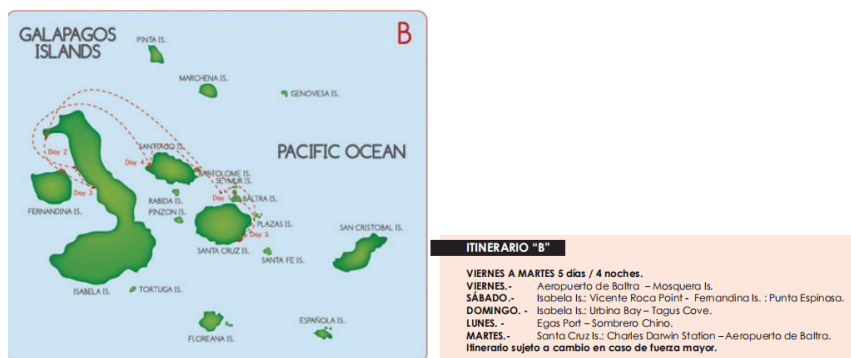 GALAPAGOS
ISLANDS
B
PINTA IS.
MARCHENA IS.
GENOVESA IS.
PACIFIC OCEAN
Day 2
SANTIAGO IS.
Day 4
BARTOLOME IS.
SEYMUR IS.
Day 1
BALTRA IS.
Day 3
RABIDA IS.
PINZON IS.
FERNANDINA IS.
PLAZAS IS.
Day 5
SAN CRISTOBAL IS.
SANTA CRUZ IS.
SANTA FE IS.
ISABELA IS.
TORTUGA IS.
ESPAÑOLA IS.
FLOREANA IS.
ITINERARIO “B”
VIERNES A MARTES 5 días / 4 noches.
VIERNES.- Aeropuerto de Baltra – Mosquera Is.
SÁBADO.- Isabela Is.: Vicente Roca Point - Fernandina Is. : Punta Espinosa.
DOMINGO. - Isabela Is.: Urbina Bay – Tagus Cove.
LUNES. - Egas Port – Sombrero Chino.
MARTES.- Santa Cruz Is.: Charles Darwin Station – Aeropuerto de Baltra.
Itinerario sujeto a cambio en caso de fuerza mayor.